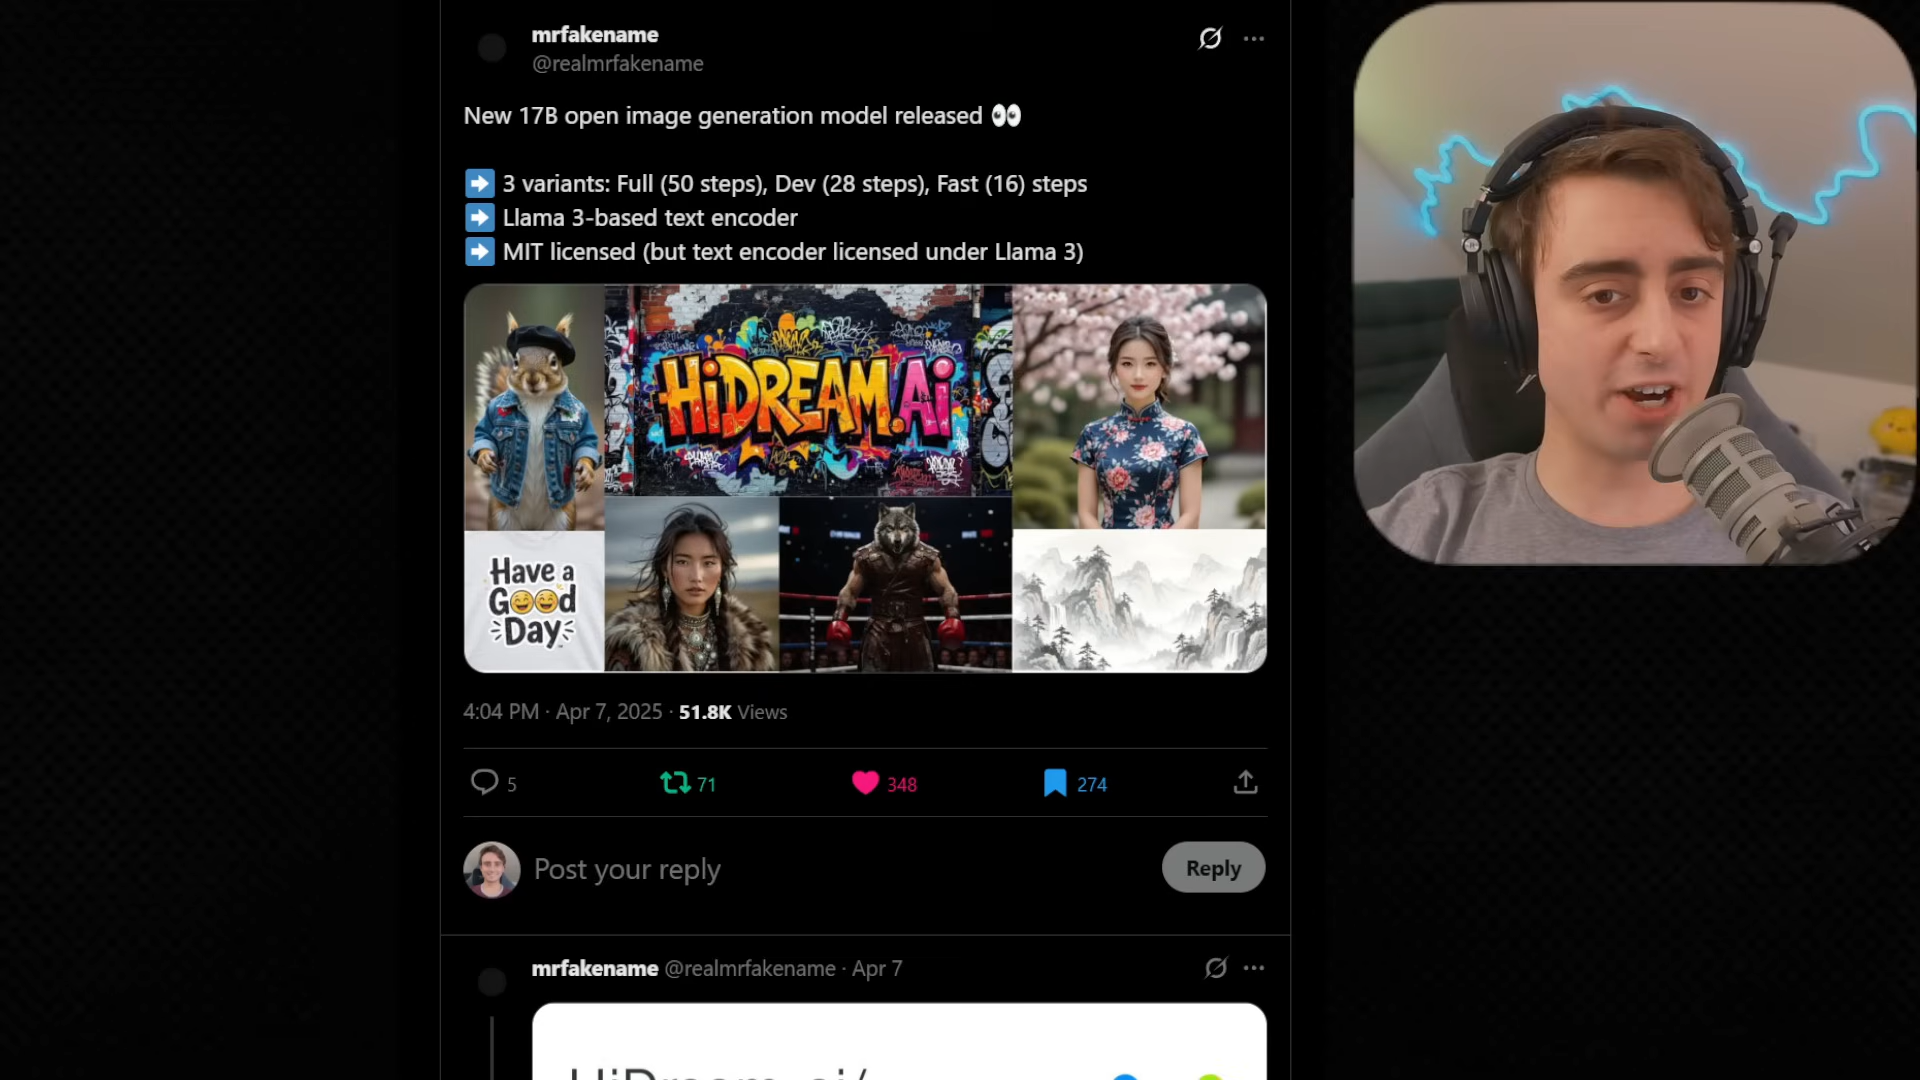 mrfakename
@realmrfakename
New 17B open image generation model released 👀
➡️ 3 variants: Full (50 steps), Dev (28 steps), Fast (16) steps
➡️ Llama 3-based text encoder
➡️ MIT licensed (but text encoder licensed under Llama 3)
HiDREAM.Ai
Have a
Good
Day
4:04 PM · Apr 7, 2025 · 51.8K Views
5 71 348 274
Post your reply
Reply
mrfakename @realmrfakename · Apr 7
HiDream.ai/